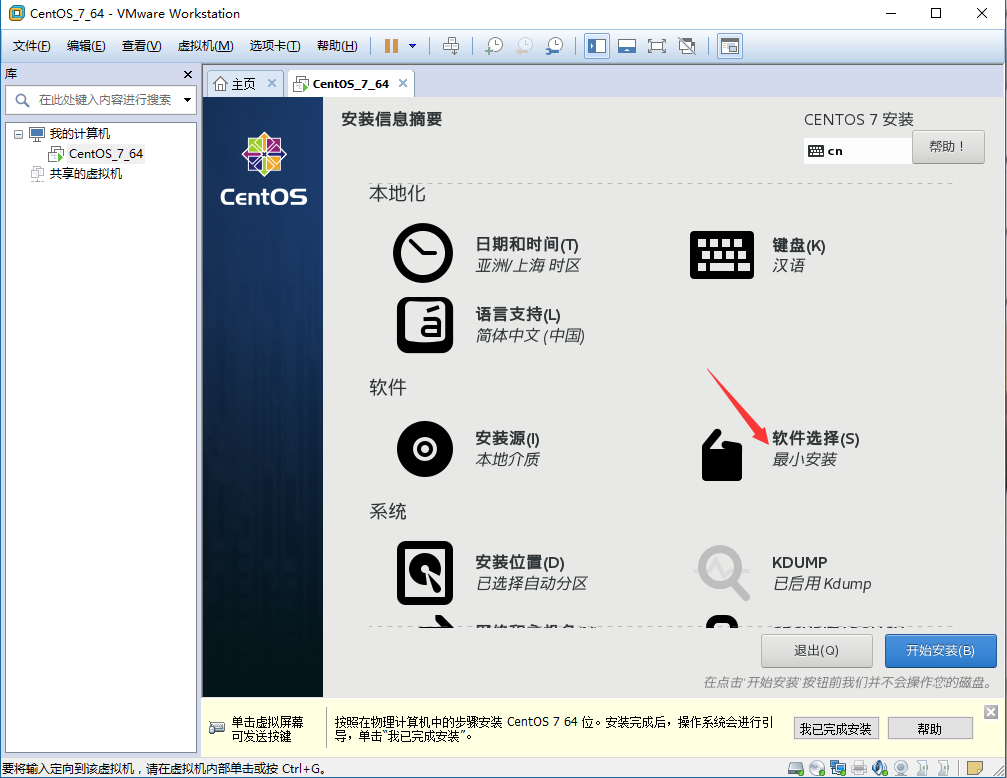 CentOS_7_64 - VMware Workstation
文件(F) 编辑(E) 查看(V) 虚拟机(M) 选项卡(T) 帮助(H)
库
在此处键入内容进行搜索
我的计算机
CentOS_7_64
共享的虚拟机
主页 CentOS_7_64
CentOS
安装信息摘要
CENTOS 7 安装
cn
帮助！
本地化
日期和时间(T)
亚洲/上海 时区
键盘(K)
汉语
语言支持(L)
简体中文 (中国)
软件
安装源(I)
本地介质
软件选择(S)
最小安装
系统
安装位置(D)
已选择自动分区
KDUMP
已启用 Kdump
退出(Q)
开始安装(B)
在点击'开始安装'按钮前我们并不会操作您的磁盘。
单击虚拟屏幕
可发送按键
按照在物理计算机中的步骤安装 CentOS 7 64 位。安装完成后，操作系统会进行引
导，单击“我已完成安装”。
我已完成安装
帮助
要将输入定向到该虚拟机，请在虚拟机内部单击或按 Ctrl+G。